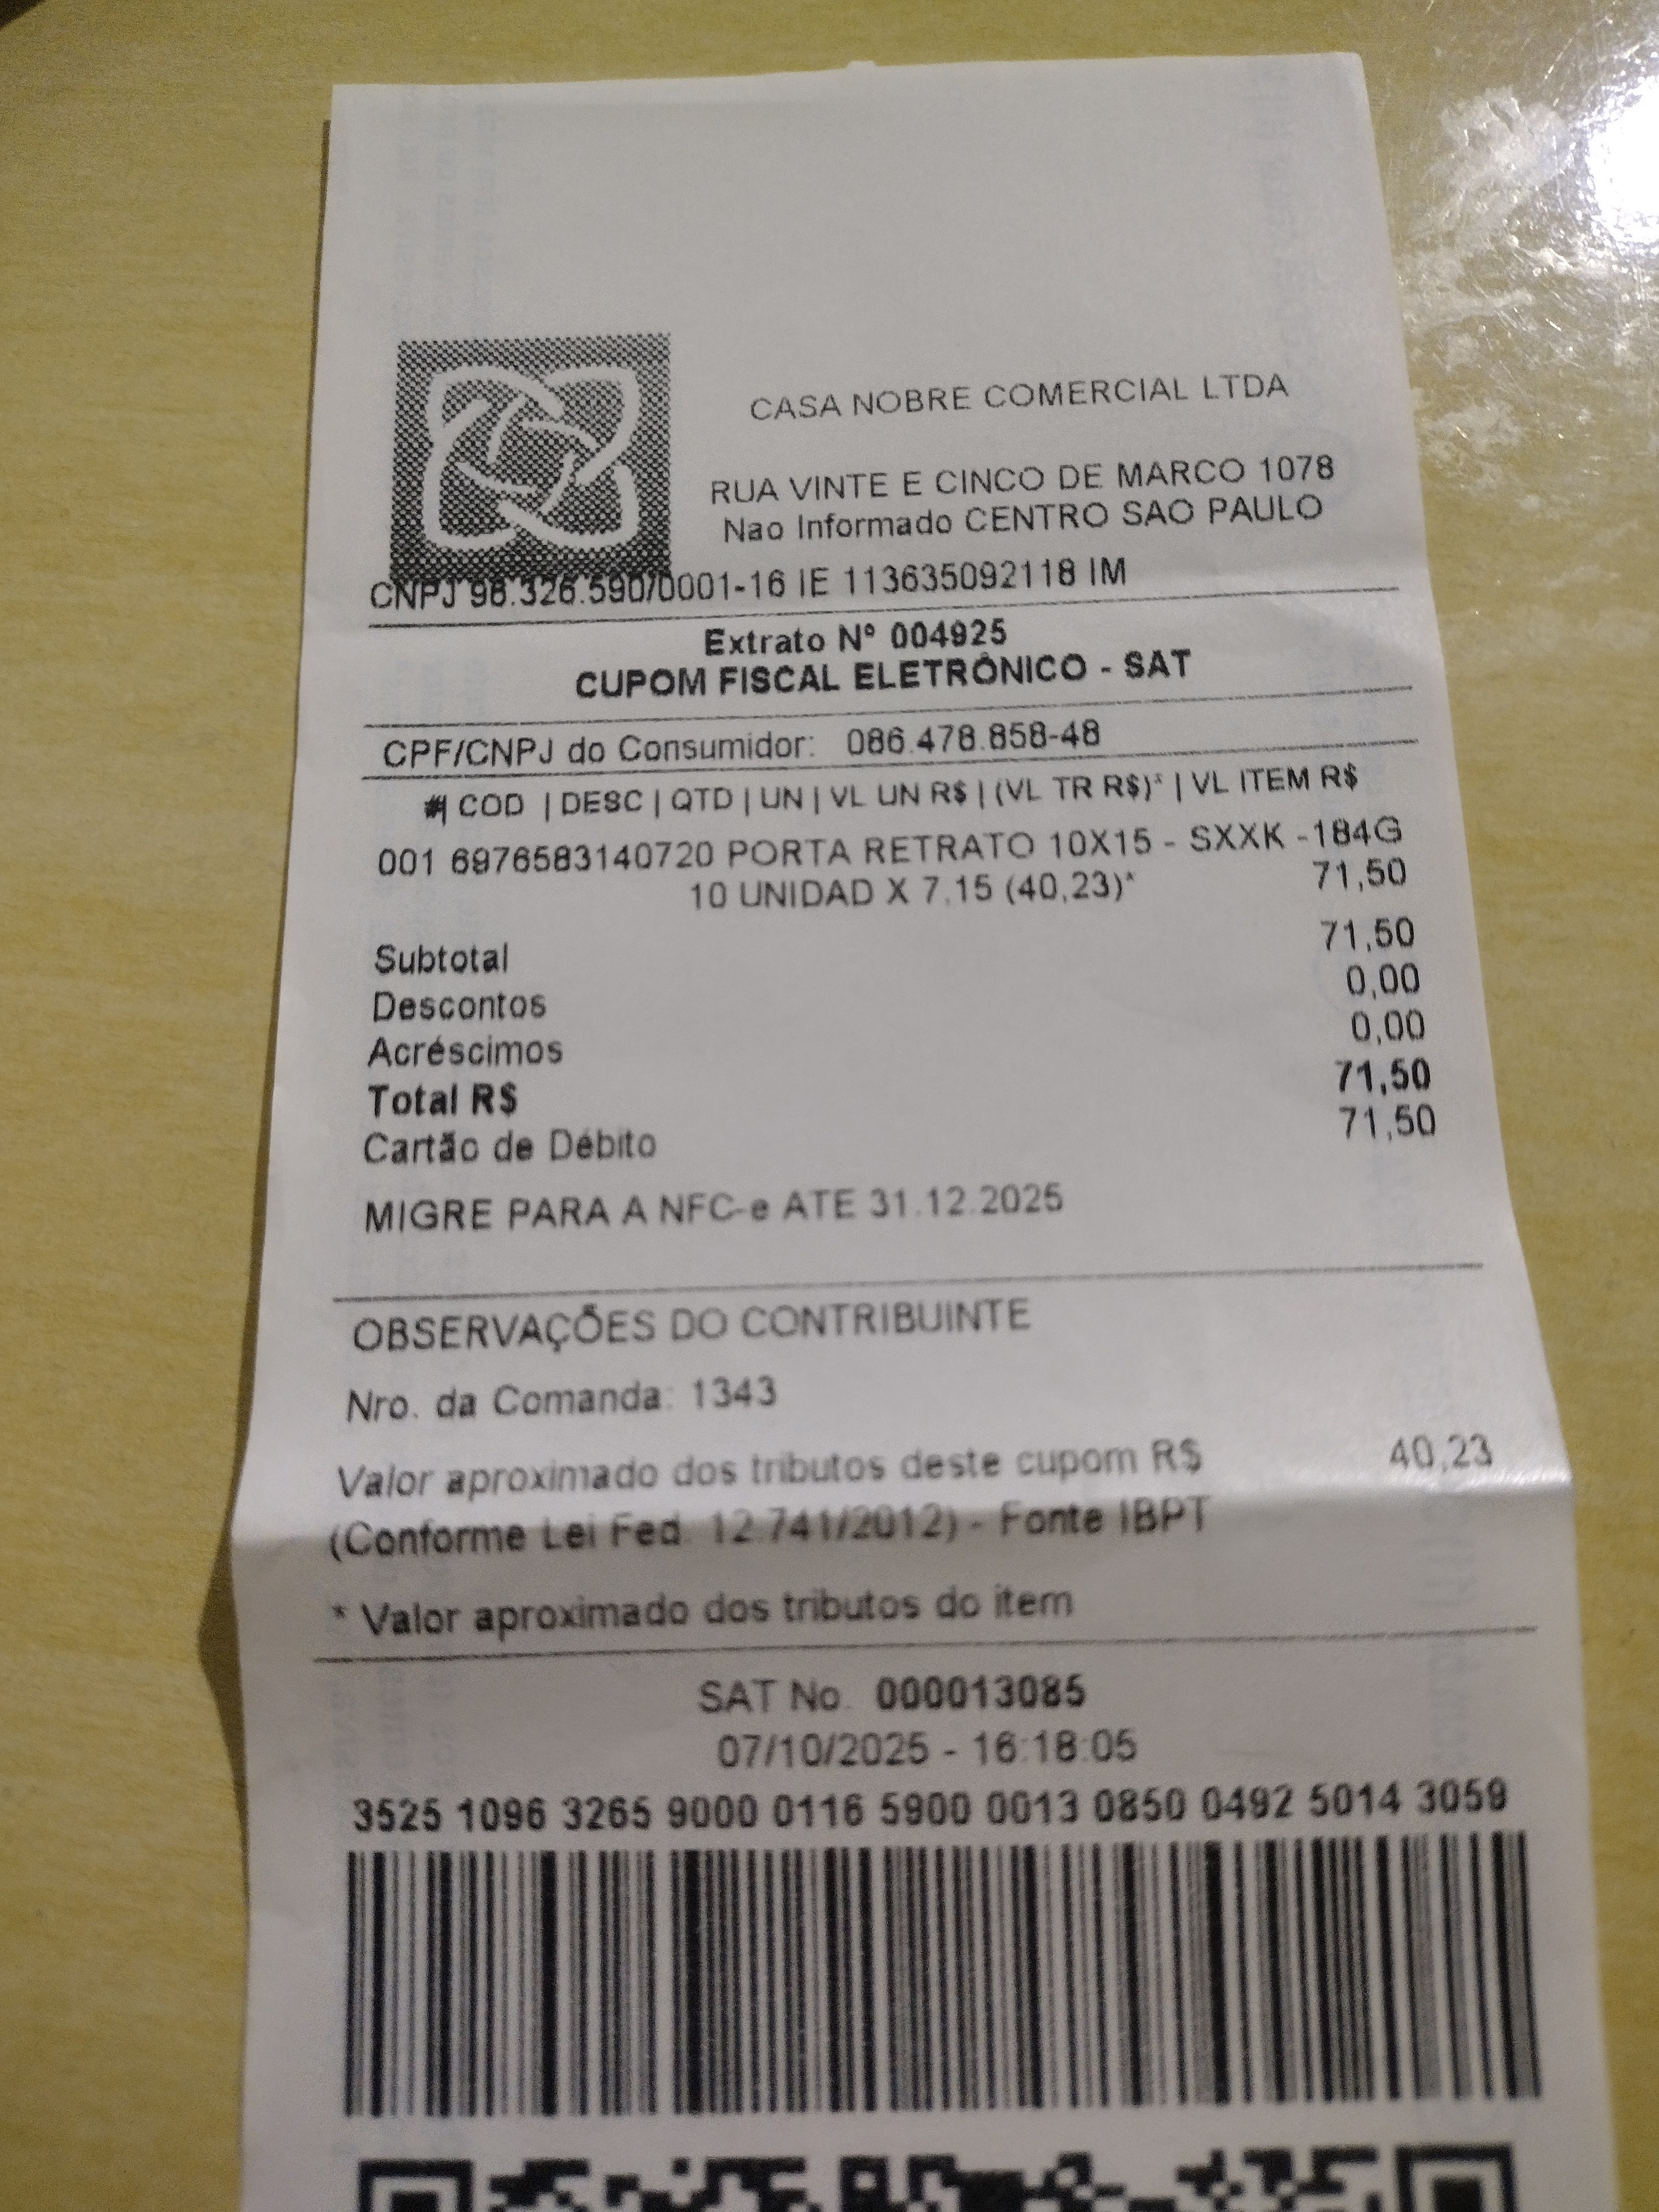 CASA NOBRE COMERCIAL LTDA
RUA VINTE E CINCO DE MARCO 1078
Nao Informado CENTRO SAO PAULO
CNPJ 96.326.590/0001-16 IE 113635092118 IM
Extrato Nº 004925
CUPOM FISCAL ELETRÔNICO - SAT
CPF/CNPJ do Consumidor: 086.478.858-48
#| COD | DESC | QTD | UN | VL UN R$ | (VL TR R$)* | VL ITEM R$
001 6976583140720 PORTA RETRATO 10X15 - SXXK -184G
10 UNIDAD X 7,15 (40,23)* 71,50
Subtotal 71,50
Descontos 0,00
Acréscimos 0,00
Total R$ 71,50
Cartão de Débito 71,50
MIGRE PARA A NFC-e ATE 31.12.2025
OBSERVAÇÕES DO CONTRIBUINTE
Nro. da Comanda: 1343
Valor aproximado dos tributos deste cupom R$ 40,23
(Conforme Lei Fed. 12.741/2012) - Fonte IBPT
* Valor aproximado dos tributos do item
SAT No. 000013085
07/10/2025 - 16:18:05
3525 1096 3265 9000 0116 5900 0013 0850 0492 5014 3059